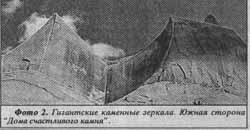 Фото 2. Гигантские каменные зеркала. Южная сторона
"Дома счастливого камня".